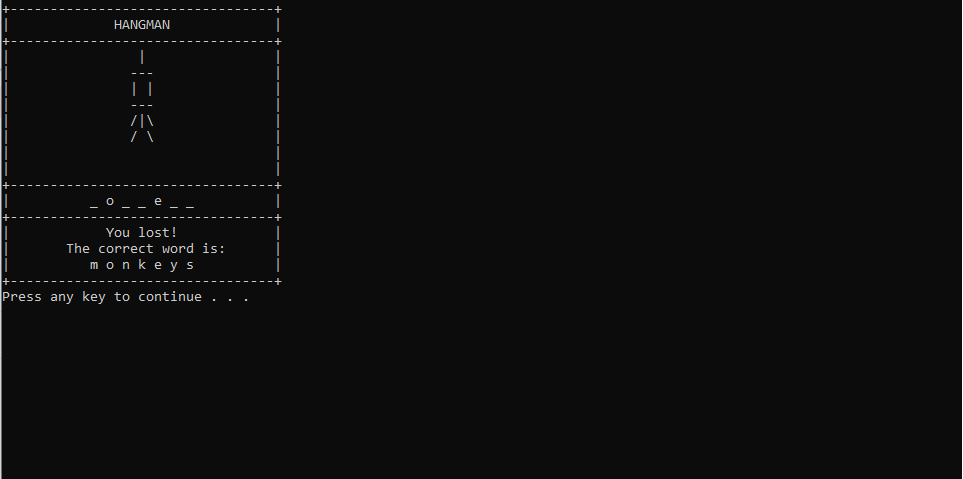 +---------------------------------+
|             HANGMAN             |
+---------------------------------+
|                |                |
|               ---               |
|               | |               |
|               ---               |
|               /|\               |
|               / \               |
|                                 |
|                                 |
+---------------------------------+
|          _ o _ _ e _ _          |
+---------------------------------+
|            You lost!            |
|       The correct word is:      |
|          m o n k e y s          |
+---------------------------------+
Press any key to continue . . .